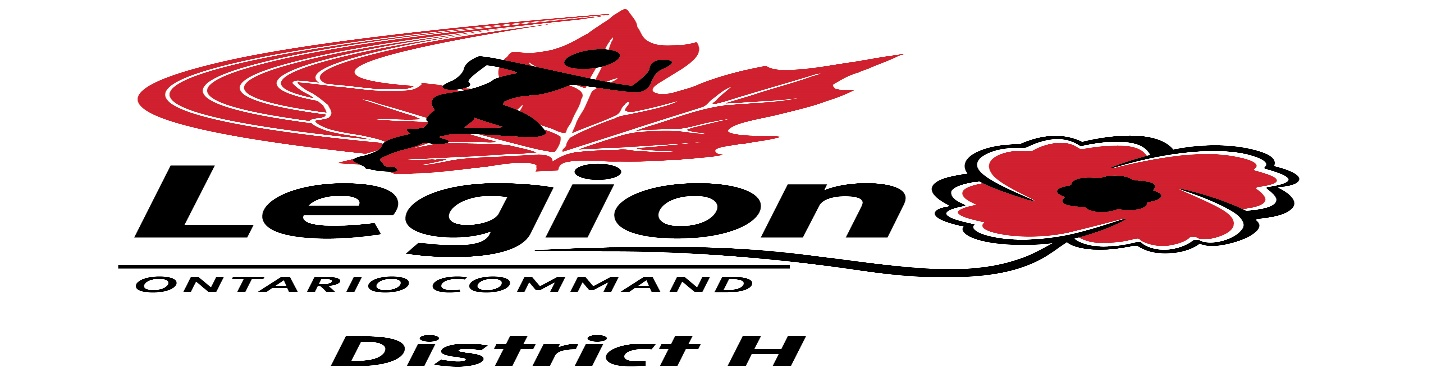 Legion
ONTARIO COMMAND
District H